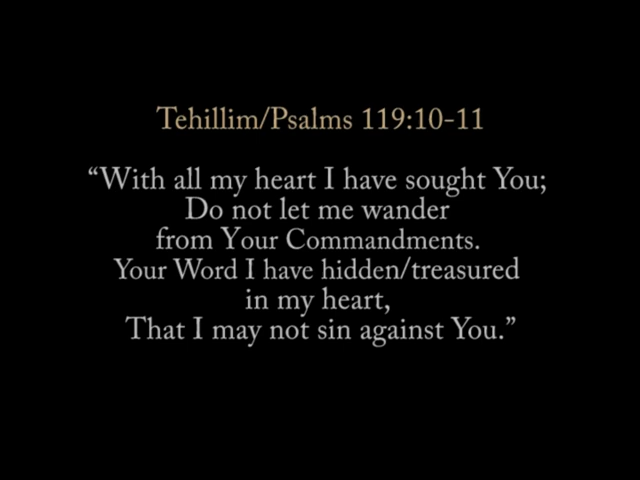 Tehillim/Psalms 119:10-11
“With all my heart I have sought You;
Do not let me wander
from Your Commandments.
Your Word I have hidden/treasured
in my heart,
That I may not sin against You.”